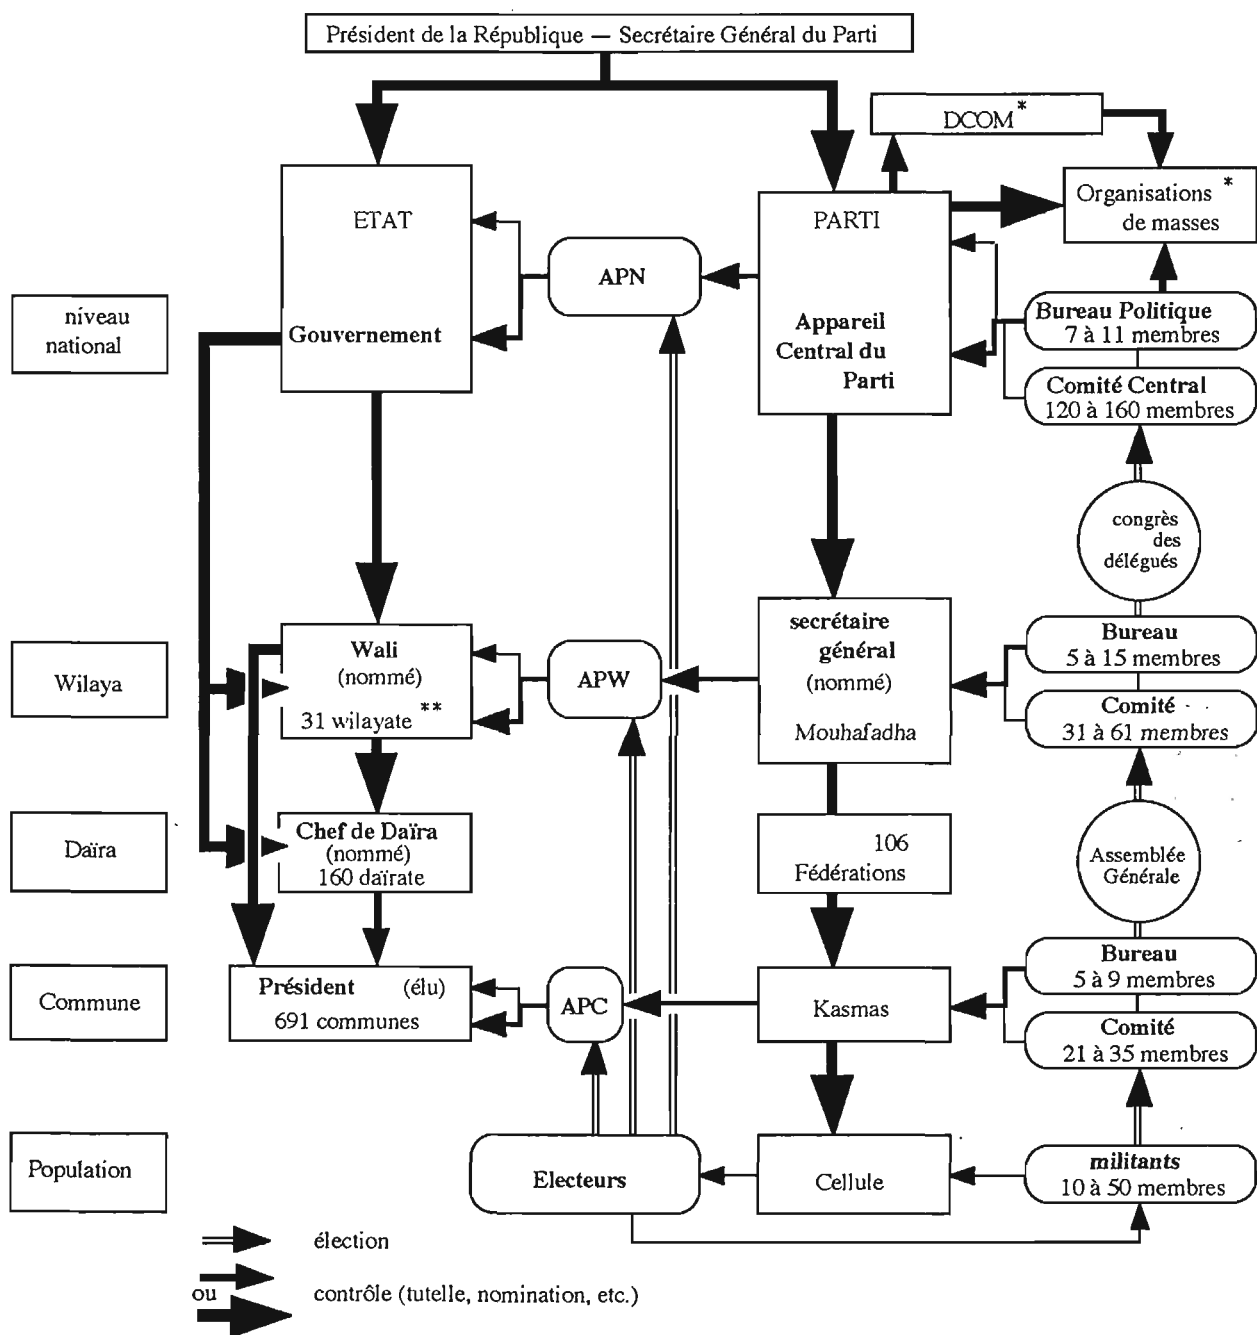 Président de la République — Secrétaire Général du Parti
DCOM *
Organisations *
de masses
ETAT
Gouvernement
APN
PARTI
Appareil
Central du
Parti
niveau
national
Bureau Politique
7 à 11 membres
Comité Central
120 à 160 membres
congrès
des
délégués
Wilaya
Wali
(nommé)
31 wilayate **
APW
secrétaire
général
(nommé)
Mouhafadha
Bureau
5 à 15 membres
Comité
31 à 61 membres
Daïra
Chef de Daïra
(nommé)
160 daïrate
106
Fédérations
Assemblée
Générale
Commune
Président (élu)
691 communes
APC
Kasmas
Bureau
5 à 9 membres
Comité
21 à 35 membres
Population
Electeurs
Cellule
militants
10 à 50 membres
élection
ou
contrôle (tutelle, nomination, etc.)